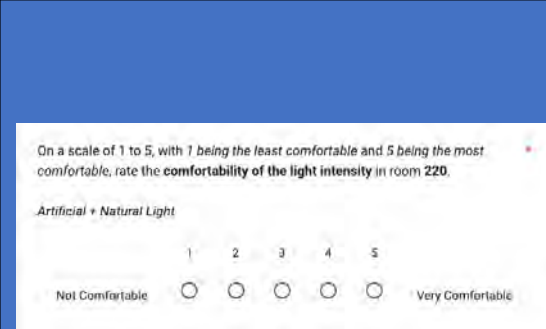 On a scale of 1 to 5, with 1 being the least comfortable and 5 being the most *
comfortable, rate the comfortability of the light intensity in room 220.
Artificial + Natural Light
1 2 3 4 5
Not Comfortable Very Comfortable